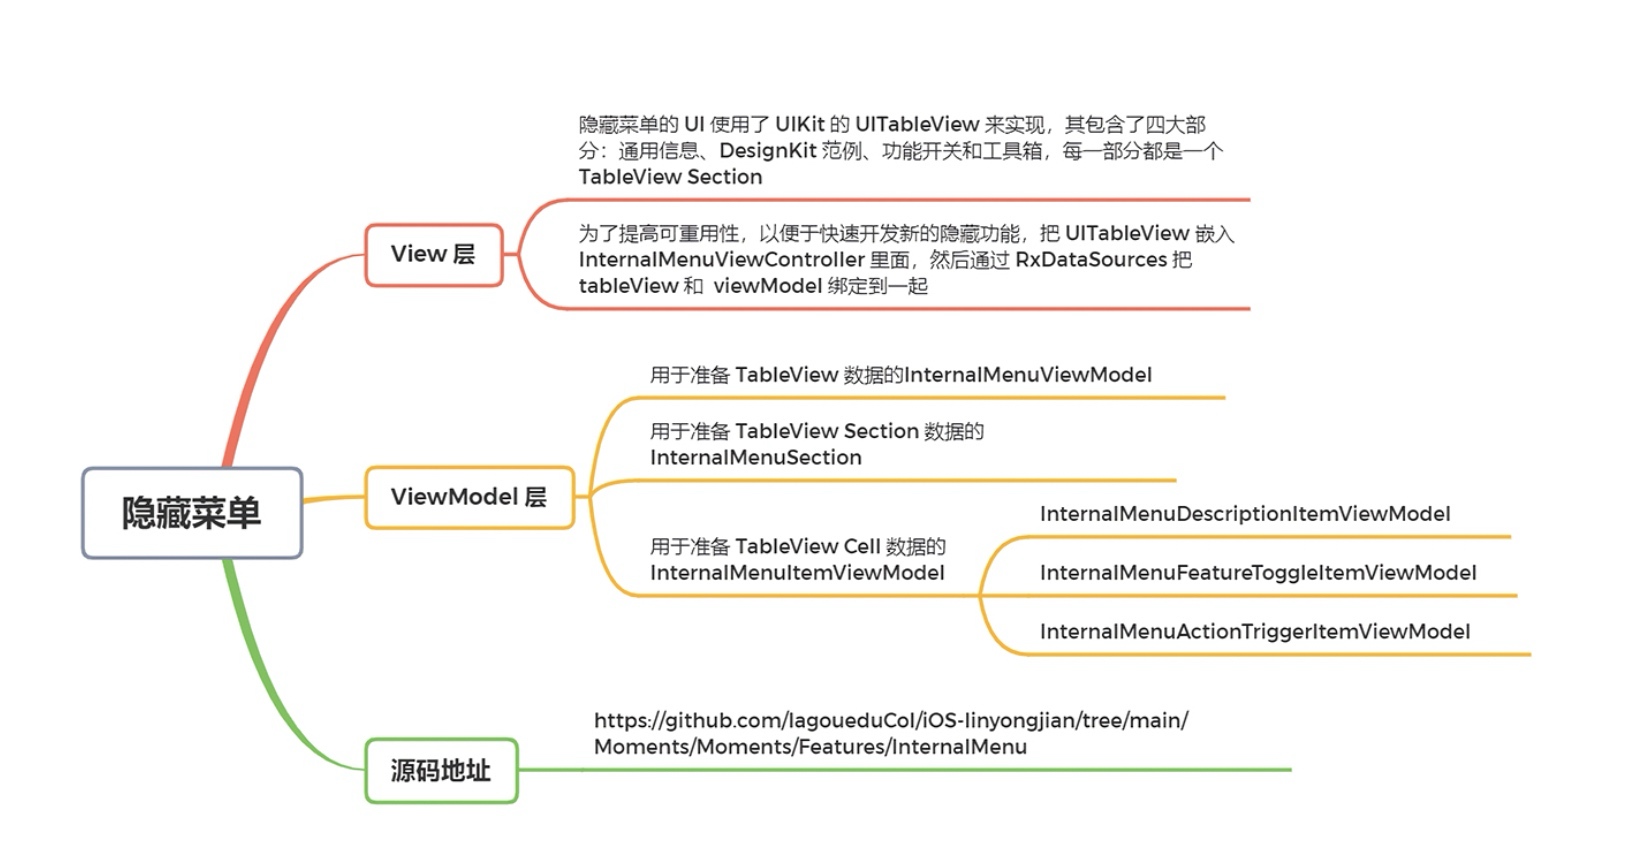 隐藏菜单的 UI 使用了 UIKit 的 UITableView 来实现，其包含了四大部
分：通用信息、DesignKit 范例、功能开关和工具箱，每一部分都是一个
TableView Section
为了提高可重用性，以便于快速开发新的隐藏功能，把 UITableView 嵌入
InternalMenuViewController 里面，然后通过 RxDataSources 把
tableView 和 viewModel 绑定到一起
View 层
用于准备 TableView 数据的InternalMenuViewModel
用于准备 TableView Section 数据的
InternalMenuSection
ViewModel 层
隐藏菜单
用于准备 TableView Cell 数据的
InternalMenuItemViewModel
InternalMenuDescriptionItemViewModel
InternalMenuFeatureToggleItemViewModel
InternalMenuActionTriggerItemViewModel
源码地址
https://github.com/lagoueduCol/iOS-linyongjian/tree/main/
Moments/Moments/Features/InternalMenu